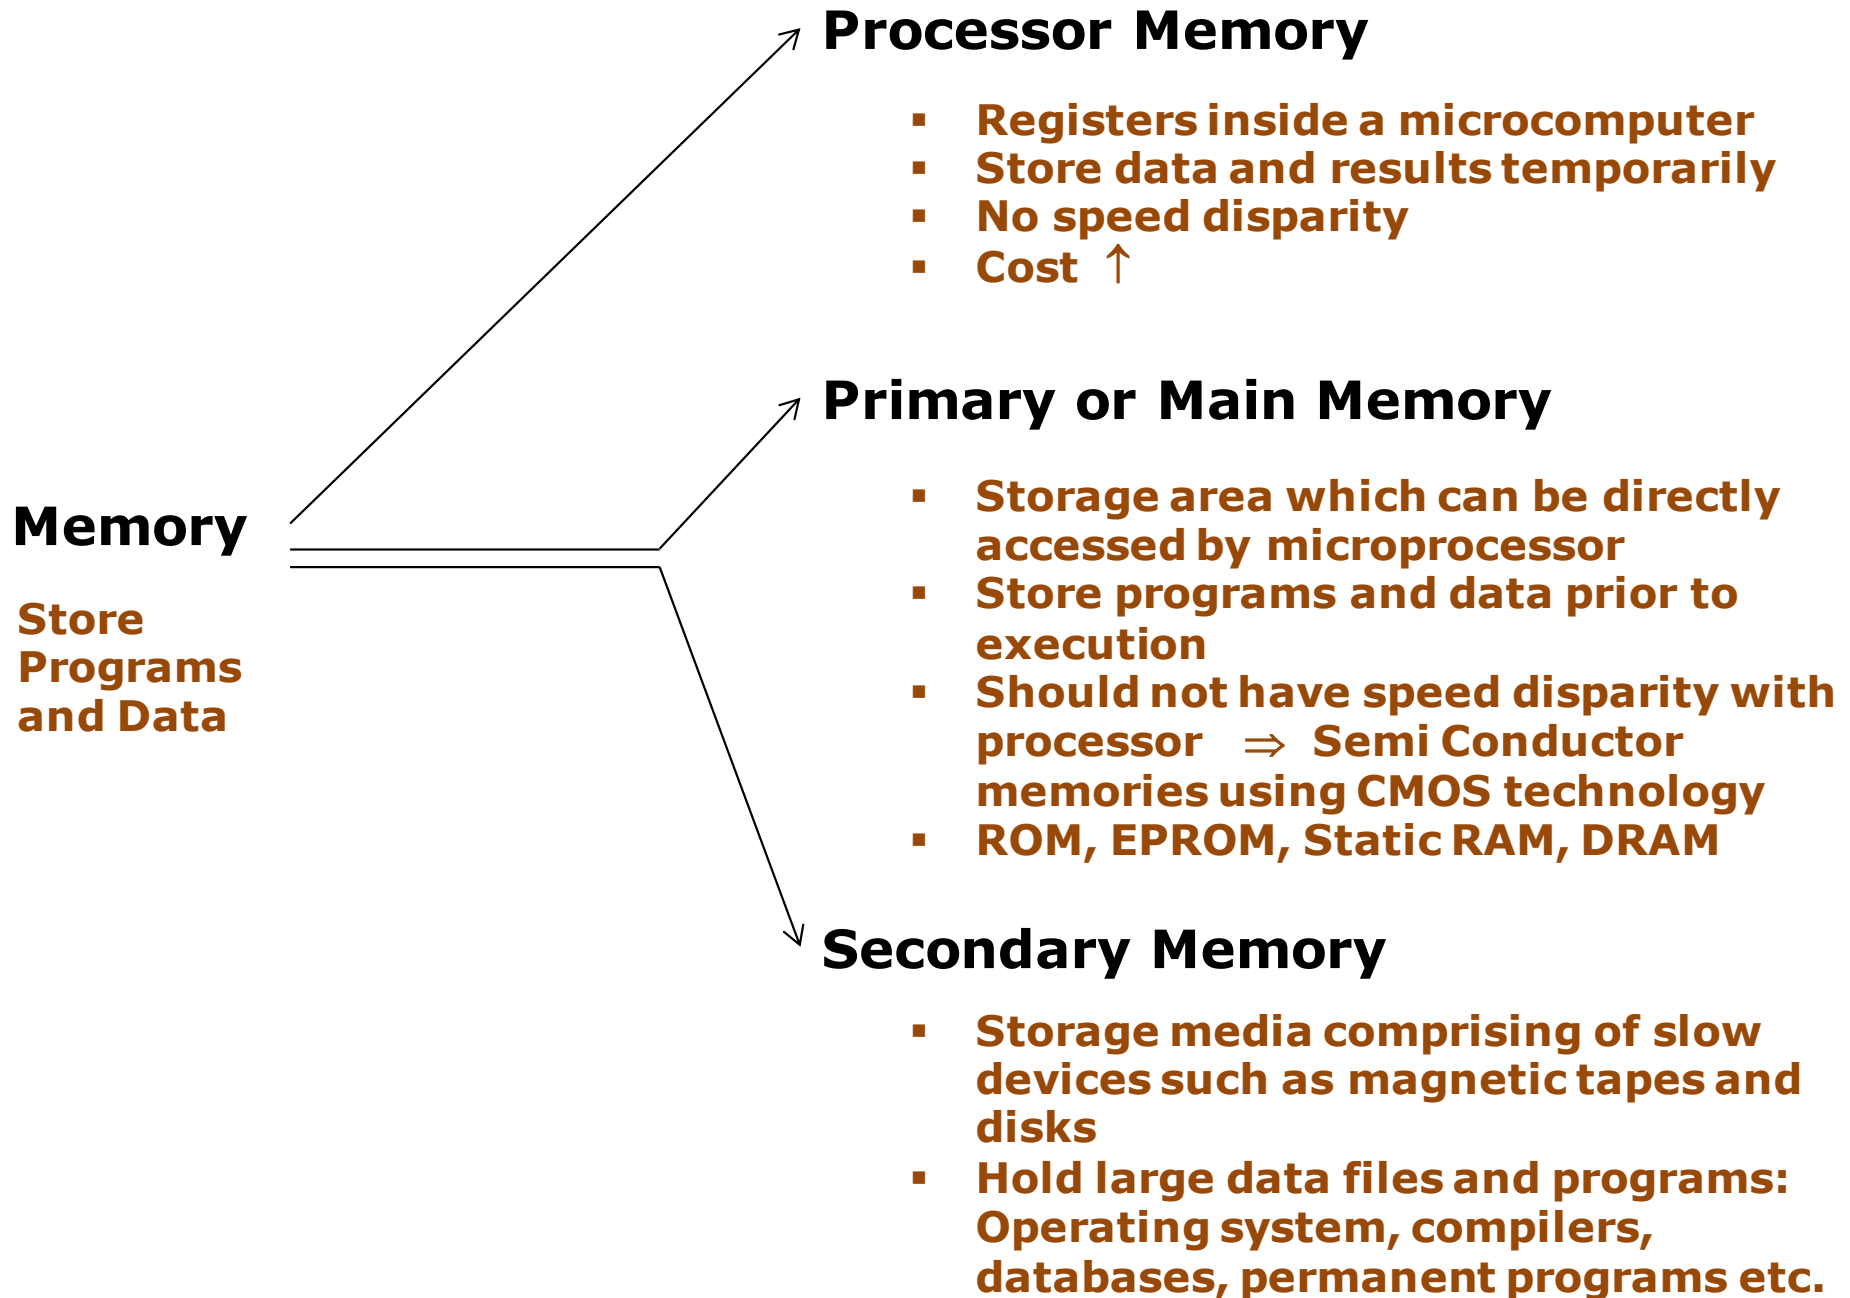 Processor Memory
▪ Registers inside a microcomputer
▪ Store data and results temporarily
▪ No speed disparity
▪ Cost ↑
Primary or Main Memory
▪ Storage area which can be directly
accessed by microprocessor
▪ Store programs and data prior to
execution
▪ Should not have speed disparity with
processor ⇒ Semi Conductor
memories using CMOS technology
▪ ROM, EPROM, Static RAM, DRAM
Memory
Store
Programs
and Data
Secondary Memory
▪ Storage media comprising of slow
devices such as magnetic tapes and
disks
▪ Hold large data files and programs:
Operating system, compilers,
databases, permanent programs etc.